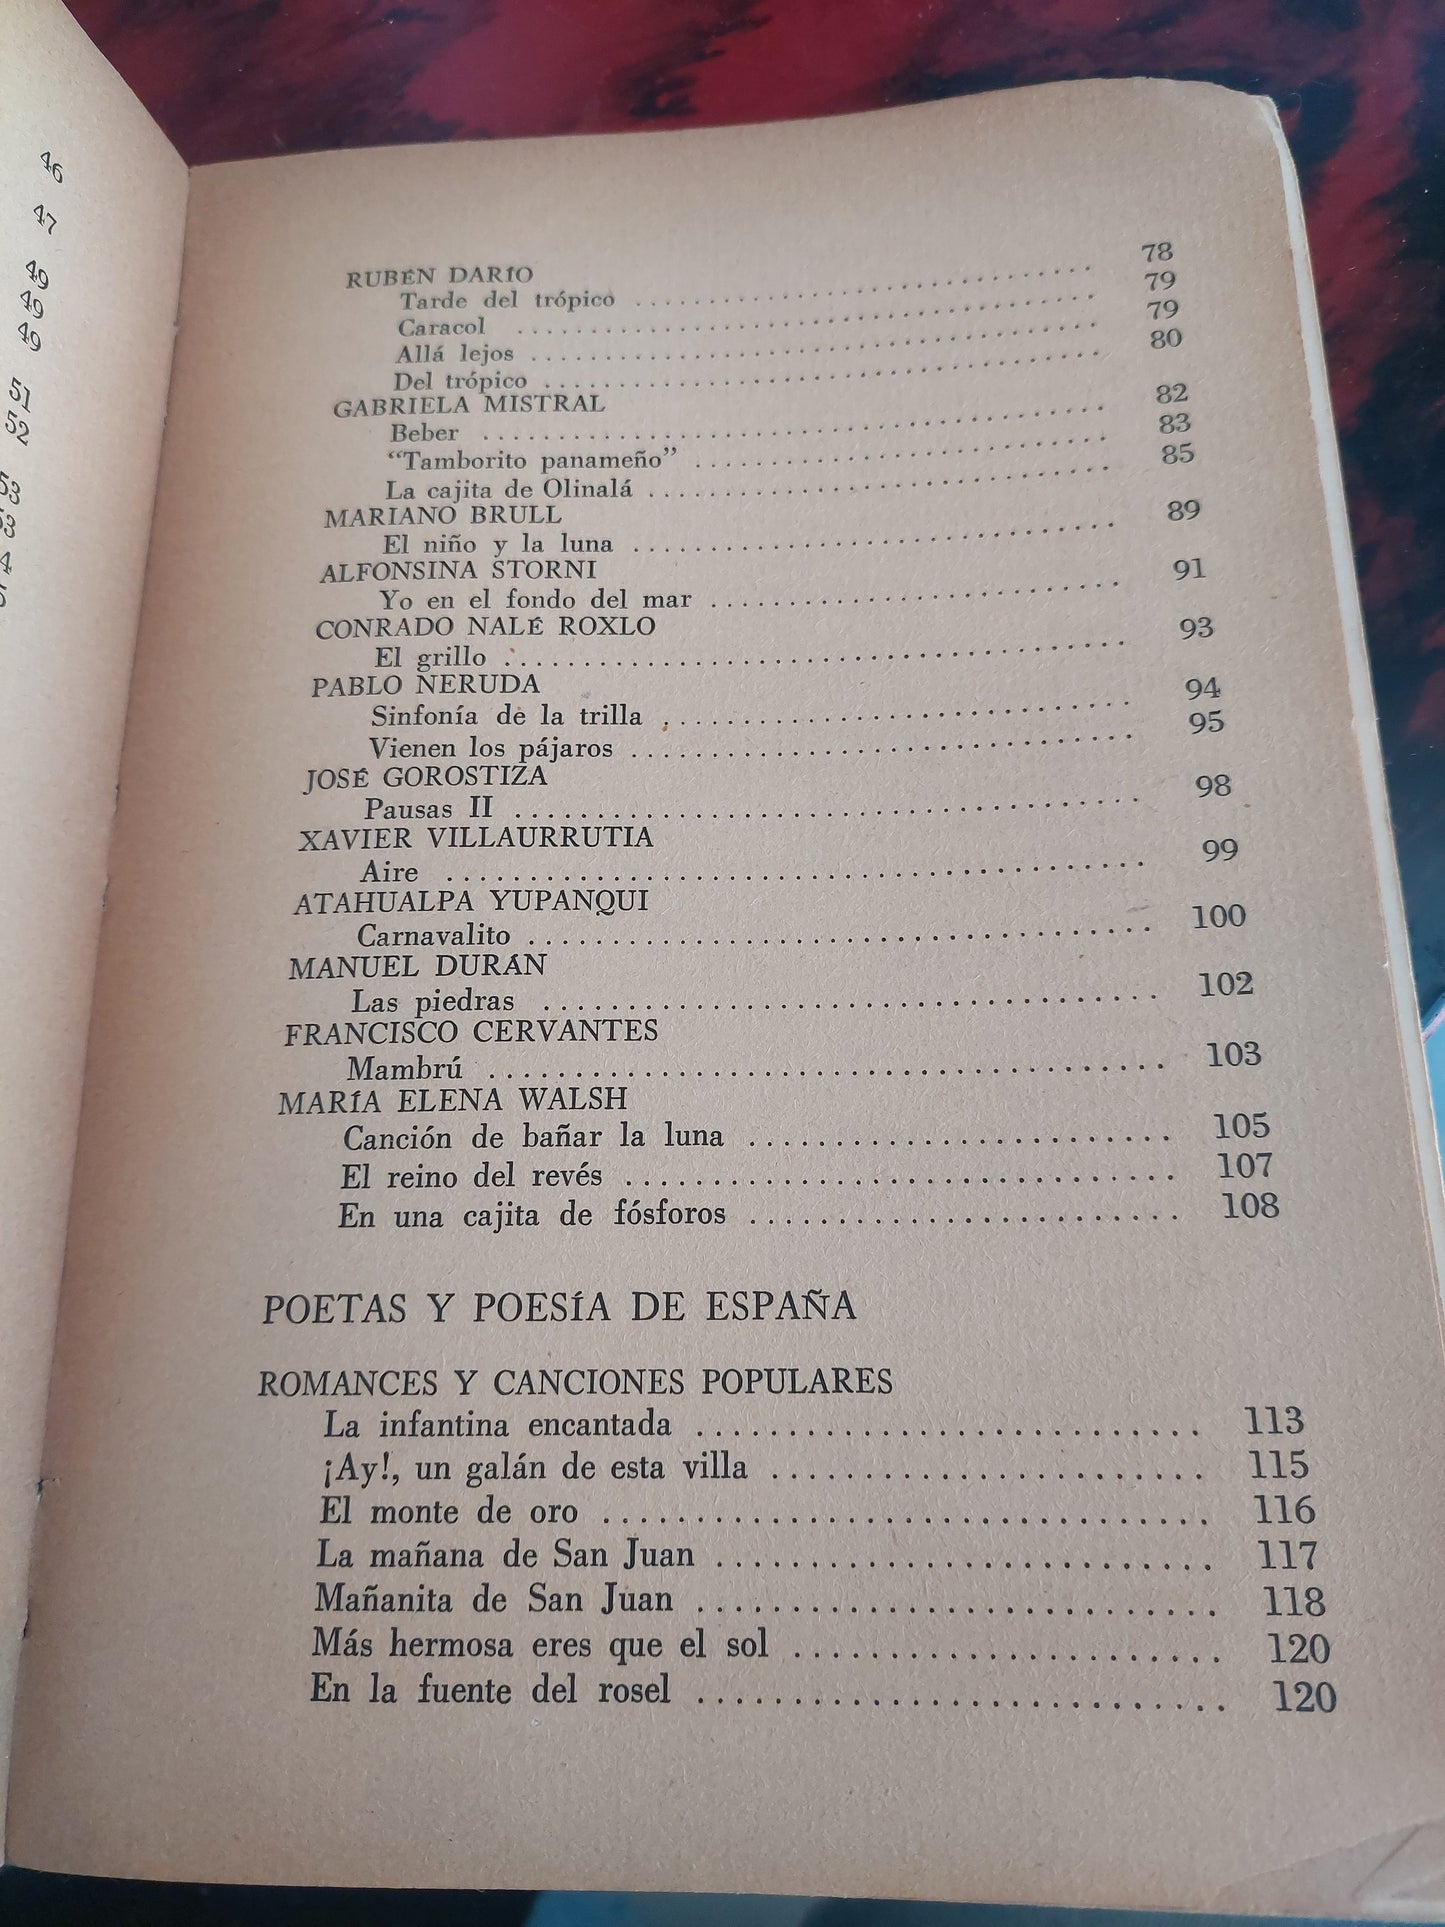 46
47
49
49
49
51
52
53
53
RUBÉN DARÍO
Tarde del trópico ........ 78
Caracol ........ 79
Allá lejos ........ 79
Del trópico ........ 80
GABRIELA MISTRAL
Beber ........ 82
“Tamborito panameño” ........ 83
La cajita de Olinalá ........ 85
MARIANO BRULL
El niño y la luna ........ 89
ALFONSINA STORNI
Yo en el fondo del mar ........ 91
CONRADO NALÉ ROXLO
El grillo ........ 93
PABLO NERUDA
Sinfonía de la trilla ........ 94
Vienen los pájaros ........ 95
JOSÉ GOROSTIZA
Pausas II ........ 98
XAVIER VILLAURRUTIA
Aire ........ 99
ATAHUALPA YUPANQUI
Carnavalito ........ 100
MANUEL DURÁN
Las piedras ........ 102
FRANCISCO CERVANTES
Mambrú ........ 103
MARÍA ELENA WALSH
Canción de bañar la luna ........ 105
El reino del revés ........ 107
En una cajita de fósforos ........ 108
POETAS Y POESÍA DE ESPAÑA
ROMANCES Y CANCIONES POPULARES
La infantina encantada ........ 113
¡Ay!, un galán de esta villa ........ 115
El monte de oro ........ 116
La mañana de San Juan ........ 117
Mañanita de San Juan ........ 118
Más hermosa eres que el sol ........ 120
En la fuente del rosel ........ 120